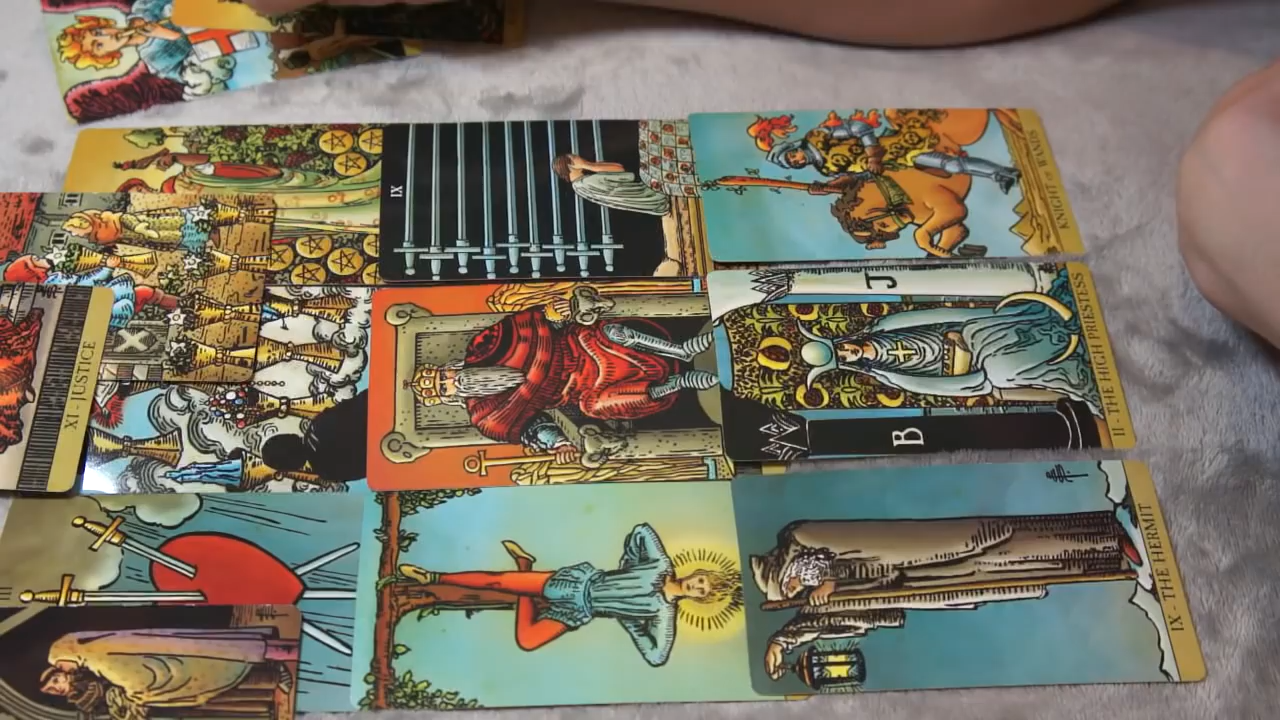 IX
KNIGHT of WANDS
J
II - THE HIGH PRIESTESS
B
XI - JUSTICE
IX - THE HERMIT